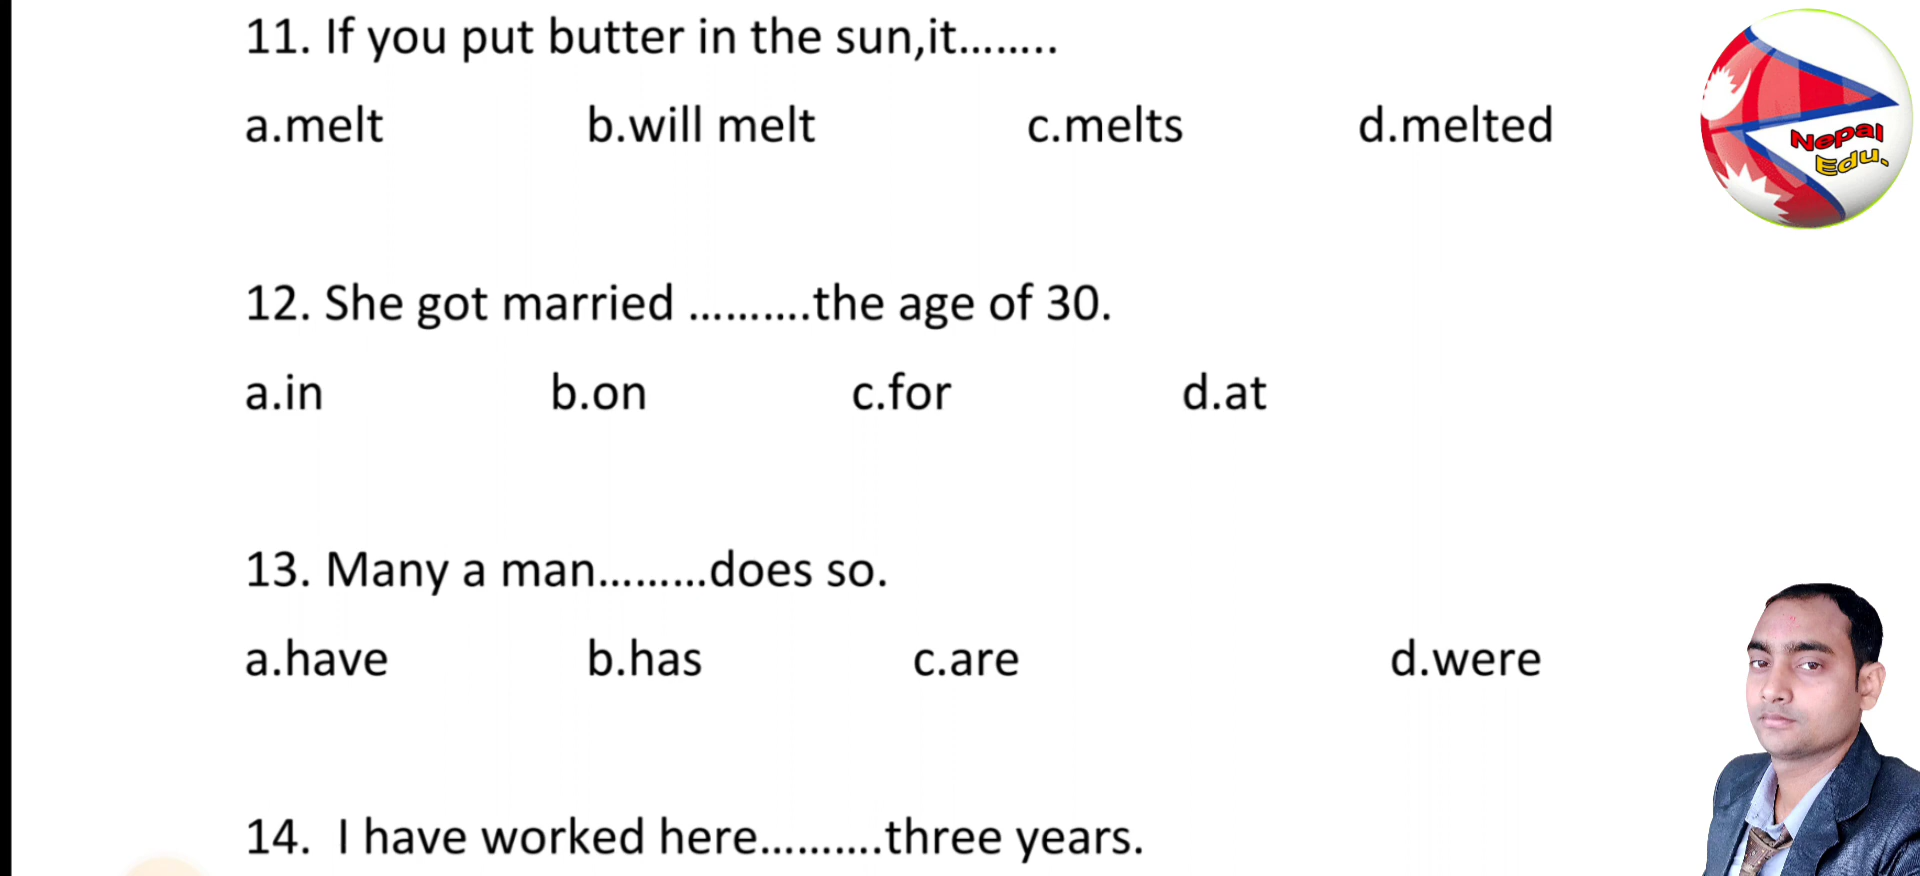 11. If you put butter in the sun,it........
a.melt b.will melt c.melts d.melted
Nepal
Edu.
12. She got married ..........the age of 30.
a.in b.on c.for d.at
13. Many a man.........does so.
a.have b.has c.are d.were
14. I have worked here..........three years.